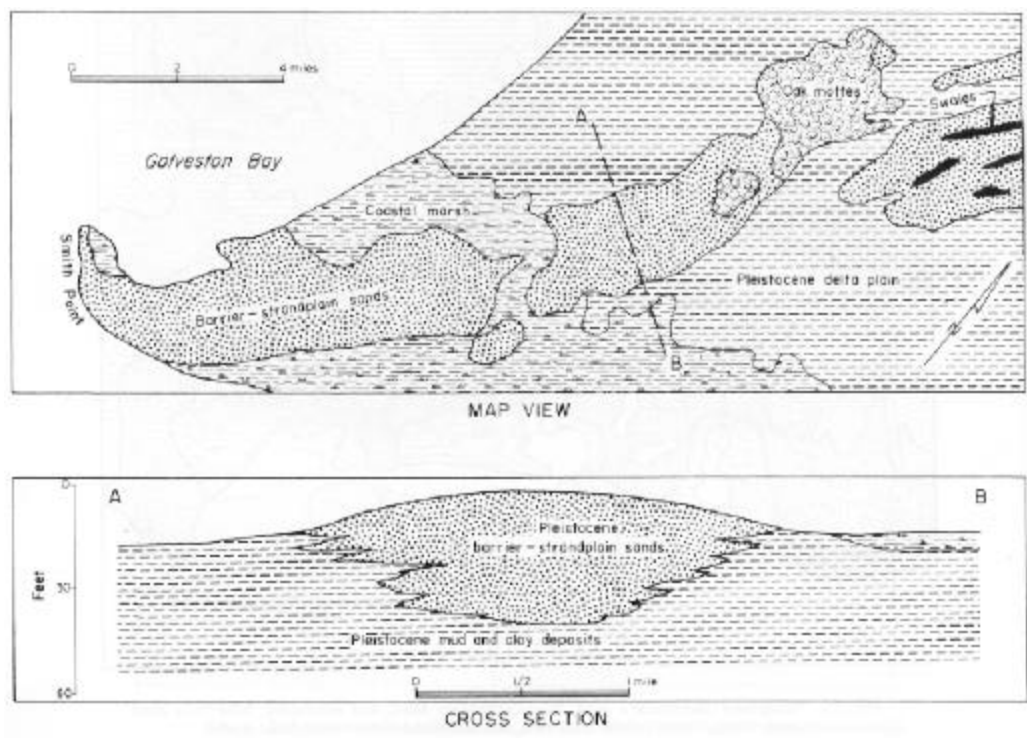 0 2 4 miles
Galveston Bay
Smith Point
Coastal marsh
Barrier-strandplain sands
A
Oak mottes
Swales
Pleistocene delta plain
N
B
MAP VIEW
A
B
0
30
60
Feet
Pleistocene
barrier-strandplain sands
Pleistocene mud and clay deposits
0 1/2 1 mile
CROSS SECTION